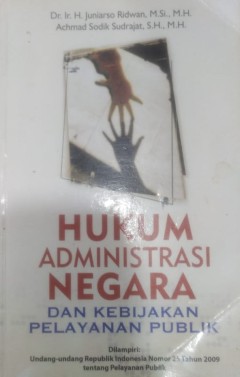 Dr. Ir. H. Juniarso Ridwan, M.Si., M.H.
Achmad Sodik Sudrajat, S.H., M.H.
HUKUM
ADMINISTRASI
NEGARA
DAN KEBIJAKAN
PELAYANAN PUBLIK
Dilampiri:
Undang-undang Republik Indonesia Nomor 25 Tahun 2009
tentang Pelayanan Publik